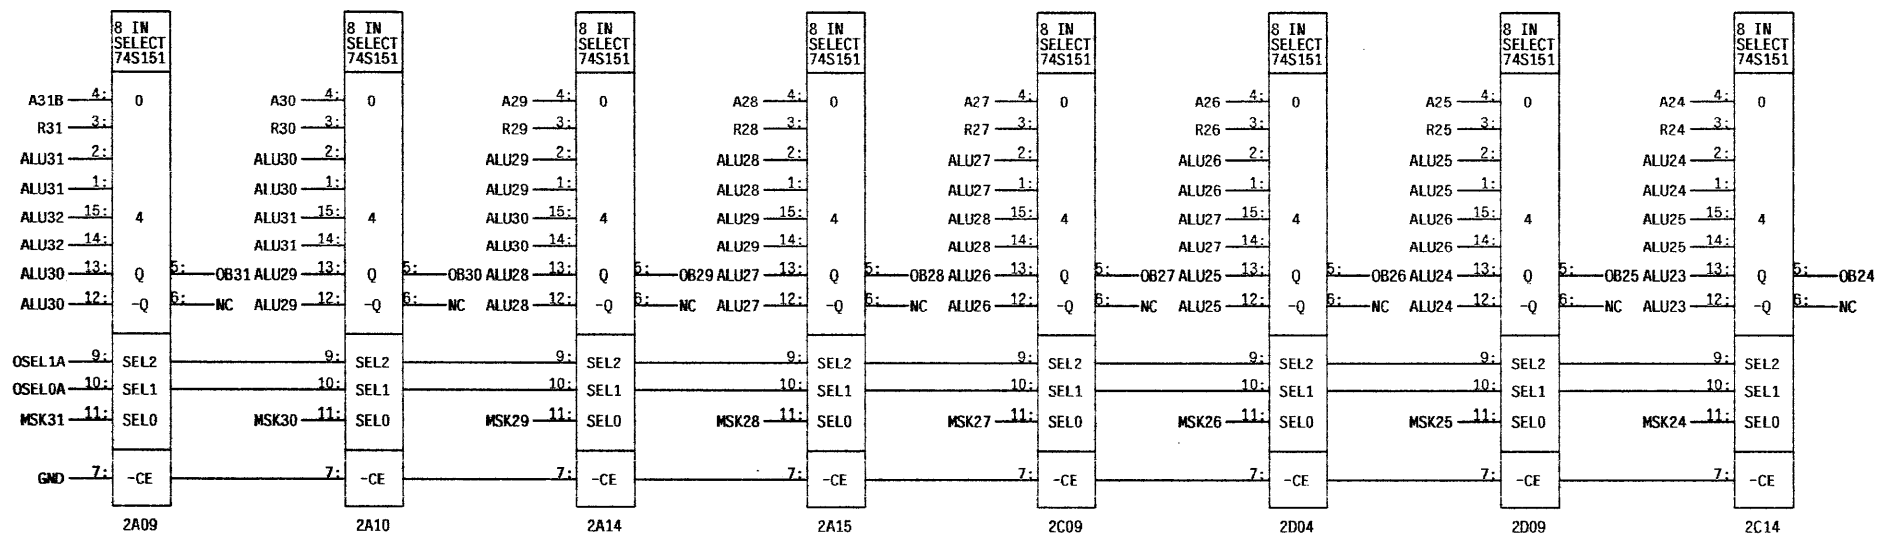 8 IN 8 IN 8 IN 8 IN 8 IN 8 IN 8 IN 8 IN
SELECT SELECT SELECT SELECT SELECT SELECT SELECT SELECT
74S151 74S151 74S151 74S151 74S151 74S151 74S151 74S151
A31B 4: 0 A30 4: 0 A29 4: 0 A28 4: 0 A27 4: 0 A26 4: 0 A25 4: 0 A24 4: 0
R31 3: R30 3: R29 3: R28 3: R27 3: R26 3: R25 3: R24 3:
ALU31 2: ALU30 2: ALU29 2: ALU28 2: ALU27 2: ALU26 2: ALU25 2: ALU24 2:
ALU31 1: ALU30 1: ALU29 1: ALU28 1: ALU27 1: ALU26 1: ALU25 1: ALU24 1:
ALU32 15: 4 ALU31 15: 4 ALU30 15: 4 ALU29 15: 4 ALU28 15: 4 ALU27 15: 4 ALU26 15: 4 ALU25 15: 4
ALU32 14: ALU31 14: ALU30 14: ALU29 14: ALU28 14: ALU27 14: ALU26 14: ALU25 14:
ALU30 13: Q 5: OB31 ALU29 13: Q 5: OB30 ALU28 13: Q 5: OB29 ALU27 13: Q 5: OB28 ALU26 13: Q 5: OB27 ALU25 13: Q 5: OB26 ALU24 13: Q 5: OB25 ALU23 13: Q 5: OB24
ALU30 12: -Q 6: NC ALU29 12: -Q 6: NC ALU28 12: -Q 6: NC ALU27 12: -Q 6: NC ALU26 12: -Q 6: NC ALU25 12: -Q 6: NC ALU24 12: -Q 6: NC ALU23 12: -Q 6: NC
OSEL1A 9: SEL2 9: SEL2 9: SEL2 9: SEL2 9: SEL2 9: SEL2 9: SEL2 9: SEL2
OSEL0A 10: SEL1 10: SEL1 10: SEL1 10: SEL1 10: SEL1 10: SEL1 10: SEL1 10: SEL1
MSK31 11: SEL0 MSK30 11: SEL0 MSK29 11: SEL0 MSK28 11: SEL0 MSK27 11: SEL0 MSK26 11: SEL0 MSK25 11: SEL0 MSK24 11: SEL0
GND 7: -CE 7: -CE 7: -CE 7: -CE 7: -CE 7: -CE 7: -CE 7: -CE
2A09 2A10 2A14 2A15 2C09 2D04 2D09 2C14